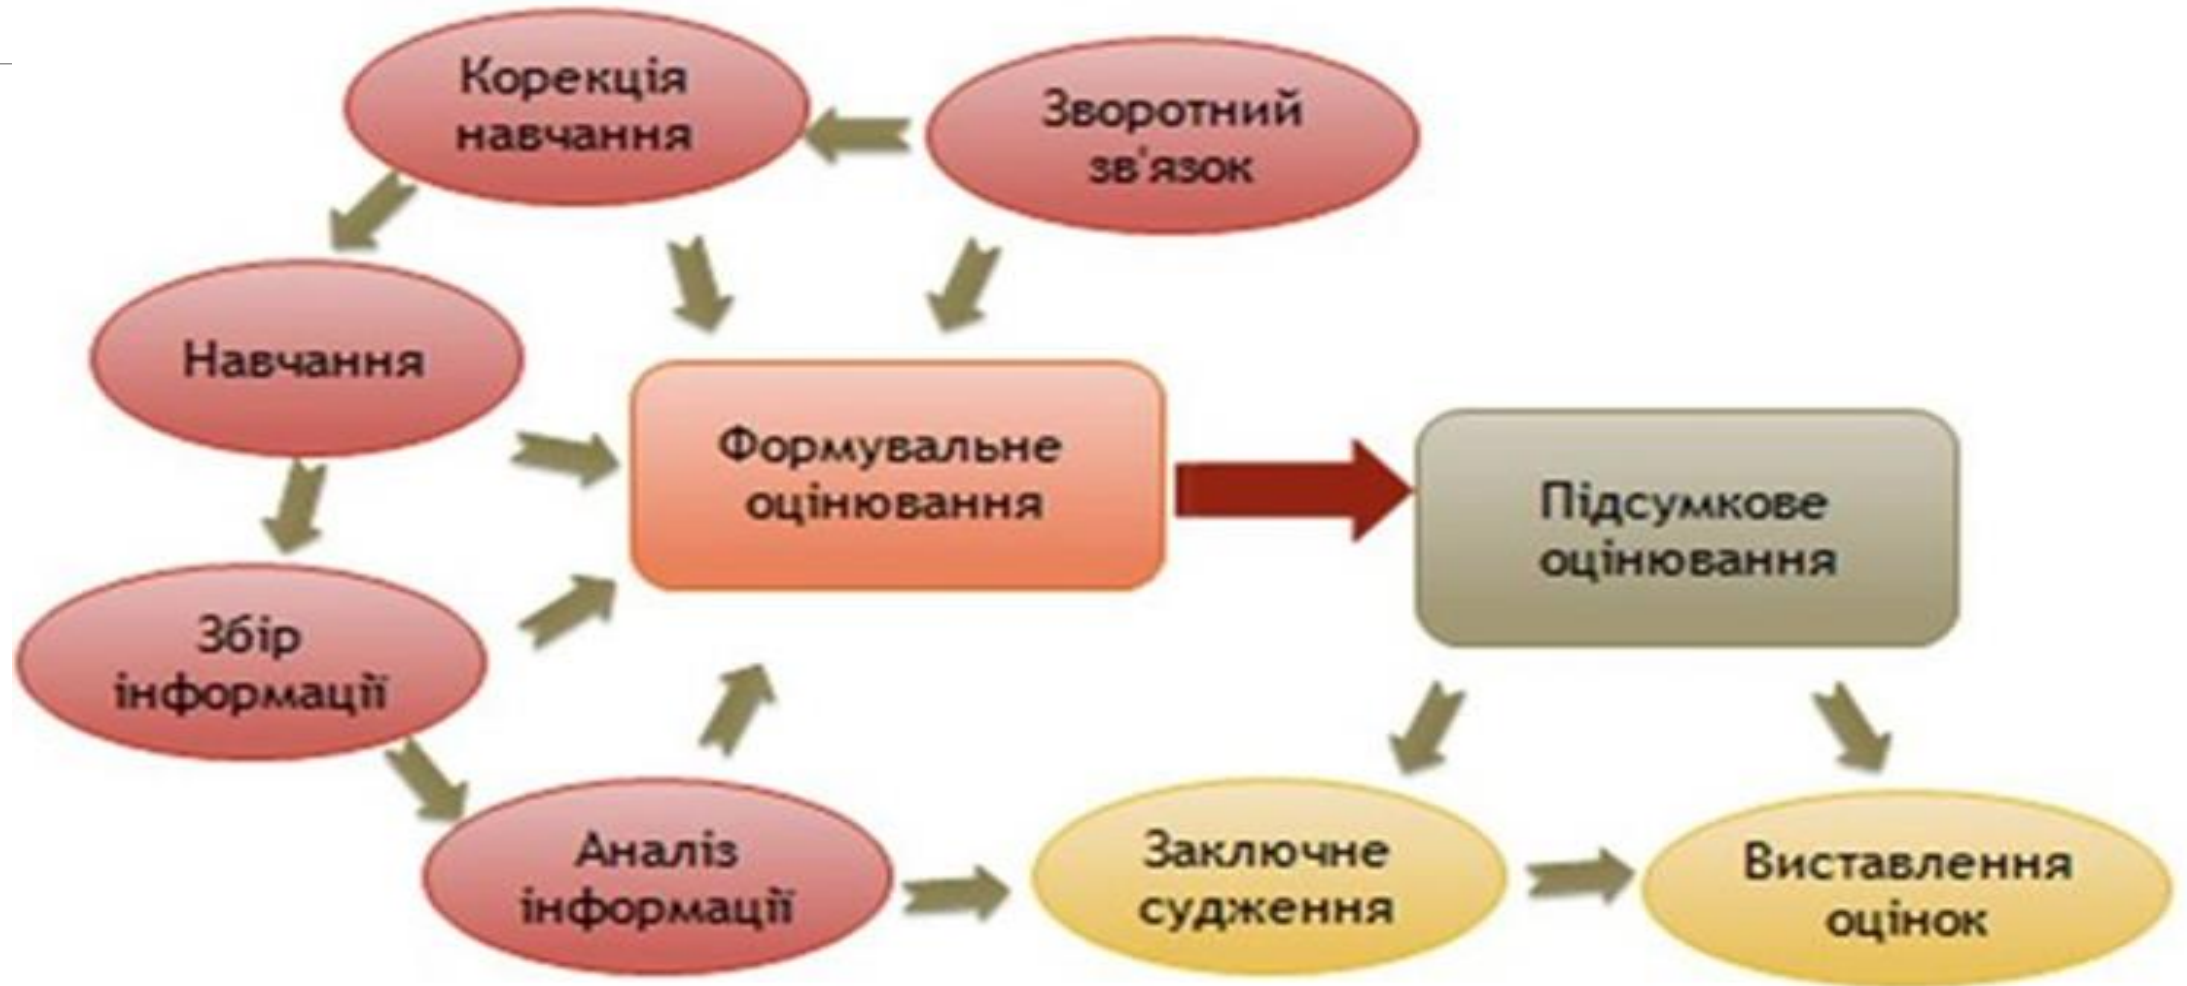 Корекція
навчання
Зворотний
зв'язок
Навчання
Формувальне
оцінювання
Підсумкове
оцінювання
Збір
інформації
Аналіз
інформації
Заключне
судження
Виставлення
оцінок